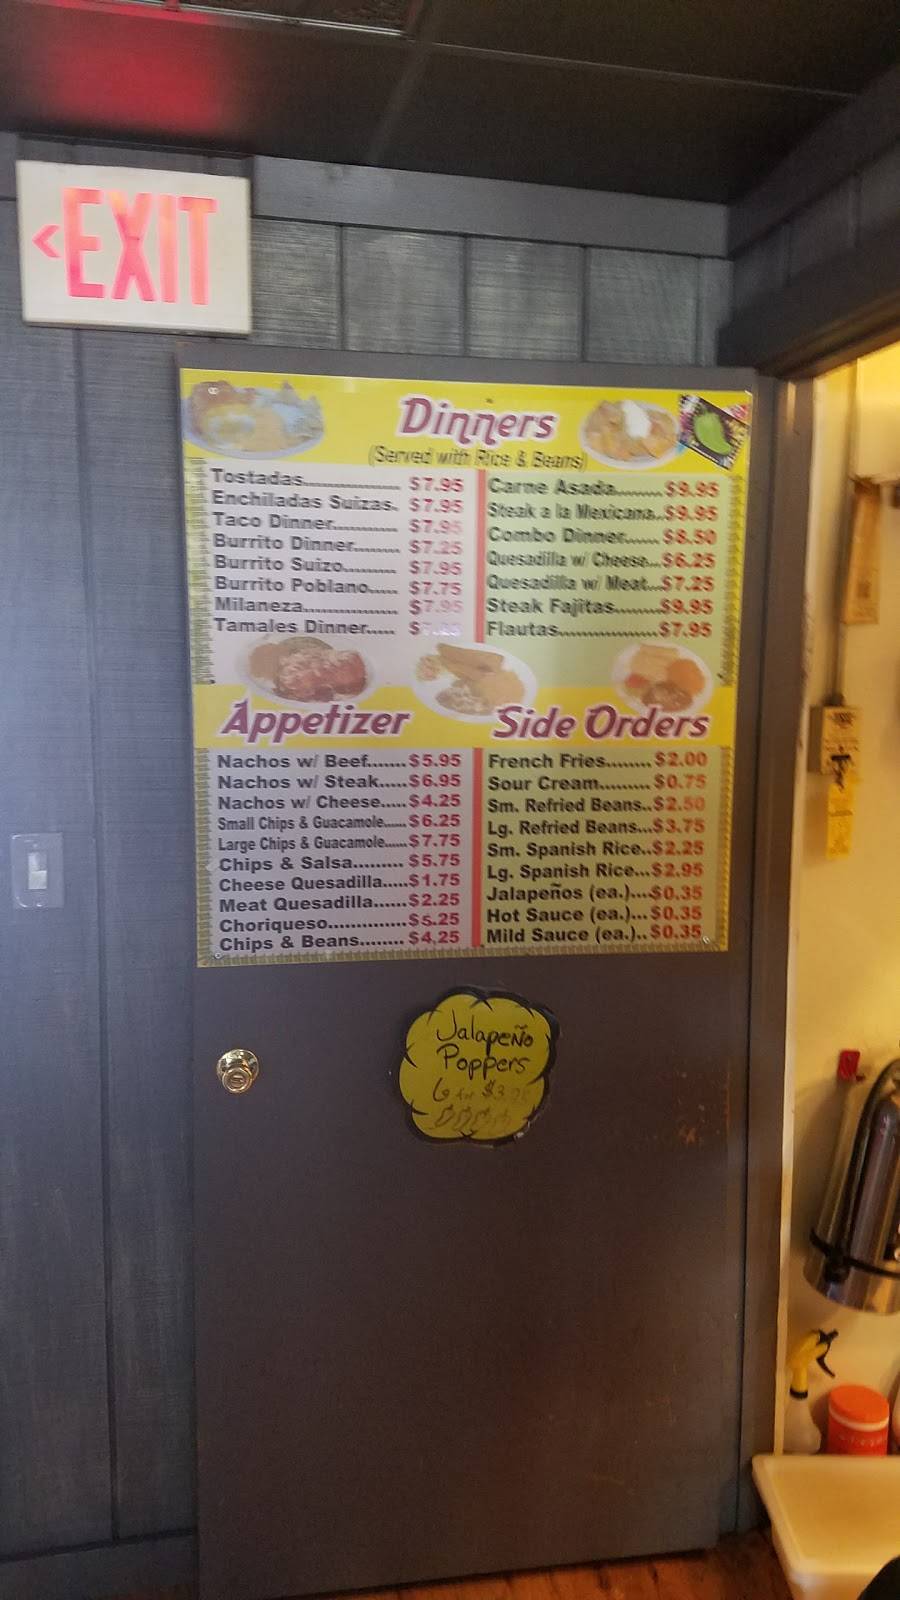 <EXIT
Dinners
(Served with Rice & Beans)
Tostadas.................. $7.95
Enchiladas Suizas. $7.95
Taco Dinner............ $7.95
Burrito Dinner........ $7.25
Burrito Suizo......... $7.95
Burrito Poblano..... $7.75
Milaneza................. $7.95
Tamales Dinner..... $
Carne Asada........$9.95
Steak a la Mexicana..$9.95
Combo Dinner...... $8.50
Quesadilla w/ Cheese...$6.25
Quesadilla w/ Meat...$7.25
Steak Fajitas........$9.95
Flautas.................$7.95
Appetizer
Nachos w/ Beef.......$5.95
Nachos w/ Steak.....$6.95
Nachos w/ Cheese.....$4.25
Small Chips & Guacamole......$6.25
Large Chips & Guacamole......$7.75
Chips & Salsa......... $5.75
Cheese Quesadilla.....$1.75
Meat Quesadilla......$2.25
Choriqueso..............$6.25
Chips & Beans........ $4,25
Side Orders
French Fries........ $2.00
Sour Cream......... $0.75
Sm. Refried Beans..$2.50
Lg. Refried Beans...$3.75
Sm. Spanish Rice..$2.25
Lg. Spanish Rice...$2.95
Jalapeños (ea.)....$0.35
Hot Sauce (ea.)... $0.35
Mild Sauce (ea.).. $0.35
Jalapeño
Poppers
6 for